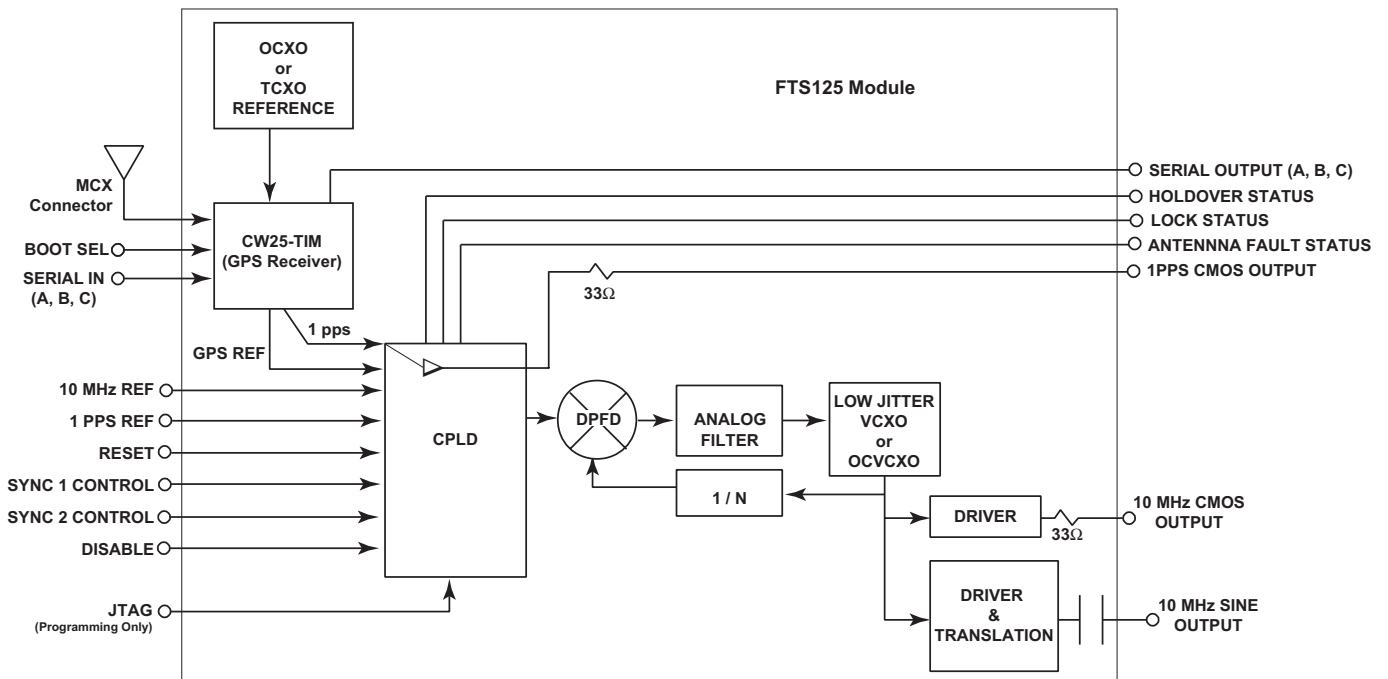 OCXO
or
TCXO
REFERENCE
FTS125 Module
MCX
Connector
BOOT SEL
SERIAL IN
(A, B, C)
CW25-TIM
(GPS Receiver)
SERIAL OUTPUT (A, B, C)
HOLDOVER STATUS
LOCK STATUS
ANTENNNA FAULT STATUS
1PPS CMOS OUTPUT
33Ω
1 pps
GPS REF
10 MHz REF
1 PPS REF
RESET
SYNC 1 CONTROL
SYNC 2 CONTROL
DISABLE
JTAG
(Programming Only)
CPLD
DPFD
ANALOG
FILTER
LOW JITTER
VCXO
or
OCVCXO
1 / N
DRIVER
33Ω
10 MHz CMOS
OUTPUT
DRIVER
&
TRANSLATION
10 MHz SINE
OUTPUT